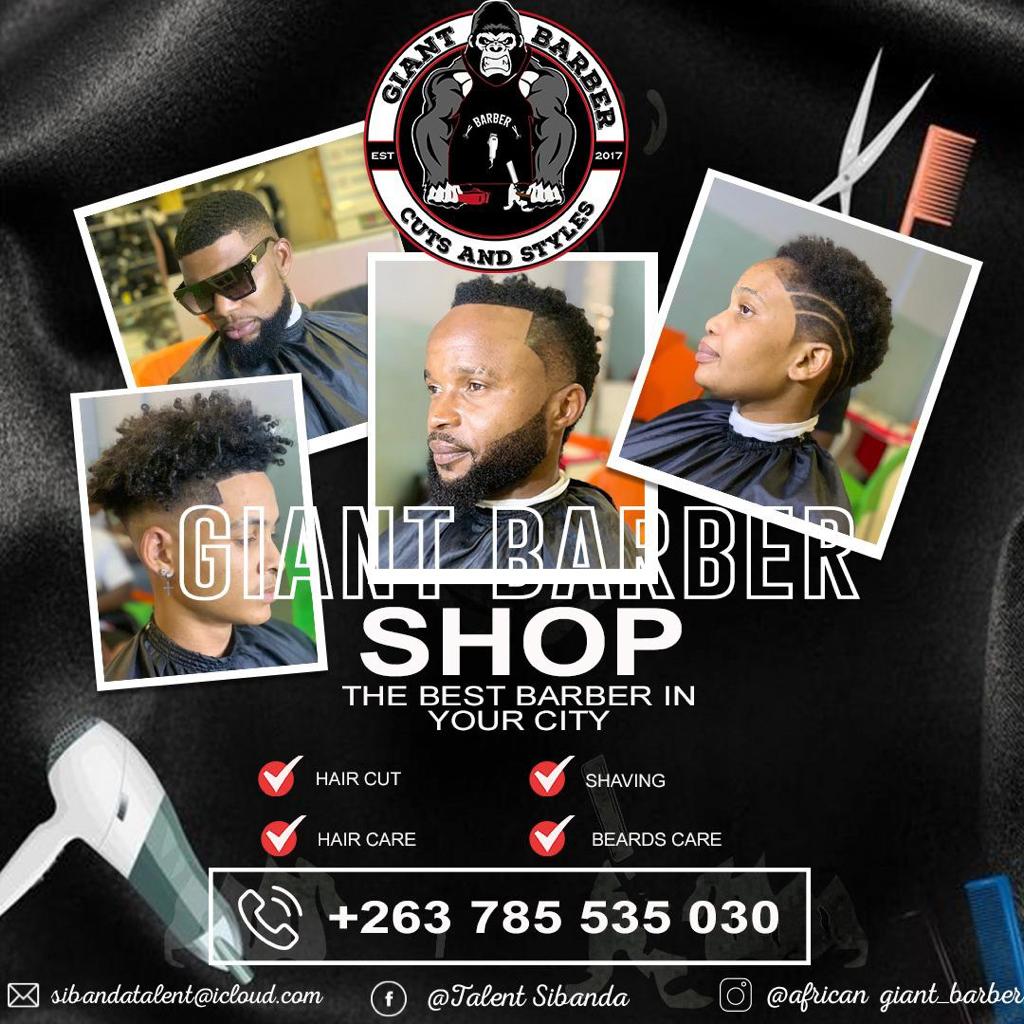 GIANT BARBER
BARBER
EST 2017
CUTS AND STYLES
GIANT BARBER
SHOP
THE BEST BARBER IN
YOUR CITY
HAIR CUT
SHAVING
HAIR CARE
BEARDS CARE
+263 785 535 030
sibandatalent@icloud.com
@Talent Sibanda
@african giant_barber